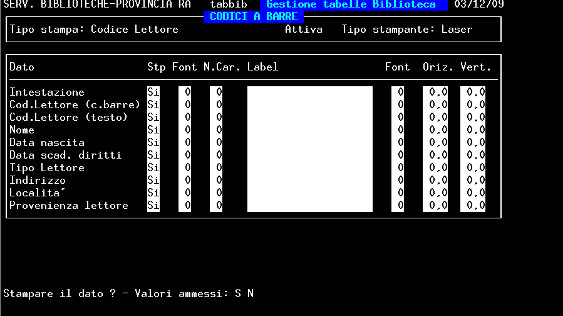 SERV. BIBLIOTECHE-PROVINCIA RA tabbib Gestione tabelle Biblioteca 03/12/09
CODICI A BARRE
Tipo stampa: Codice Lettore Attiva Tipo stampante: Laser
Dato Stp Font N.Car. Label Font Oriz. Vert.
Intestazione Si 0 0 0 0,0 0,0
Cod.Lettore (c.barre) Si 0 0 0 0,0 0,0
Cod.Lettore (testo) Si 0 0 0 0,0 0,0
Nome Si 0 0 0 0,0 0,0
Data nascita Si 0 0 0 0,0 0,0
Data scad. diritti Si 0 0 0 0,0 0,0
Tipo Lettore Si 0 0 0 0,0 0,0
Indirizzo Si 0 0 0 0,0 0,0
Localita´ Si 0 0 0 0,0 0,0
Provenienza lettore Si 0 0 0 0,0 0,0
Stampare il dato ? - Valori ammessi: S N